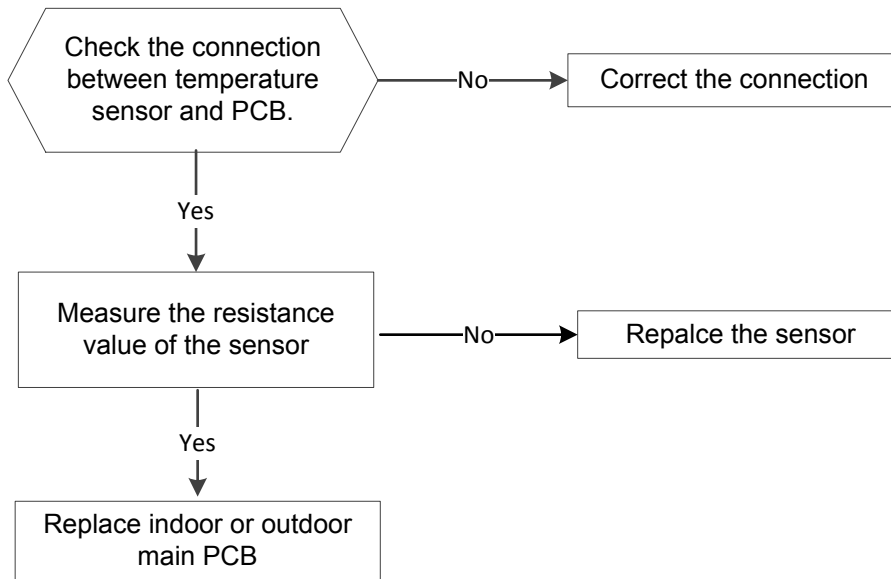 Check the connection
between temperature
sensor and PCB.
No
Correct the connection
Yes
Measure the resistance
value of the sensor
No
Repalce the sensor
Yes
Replace indoor or outdoor
main PCB